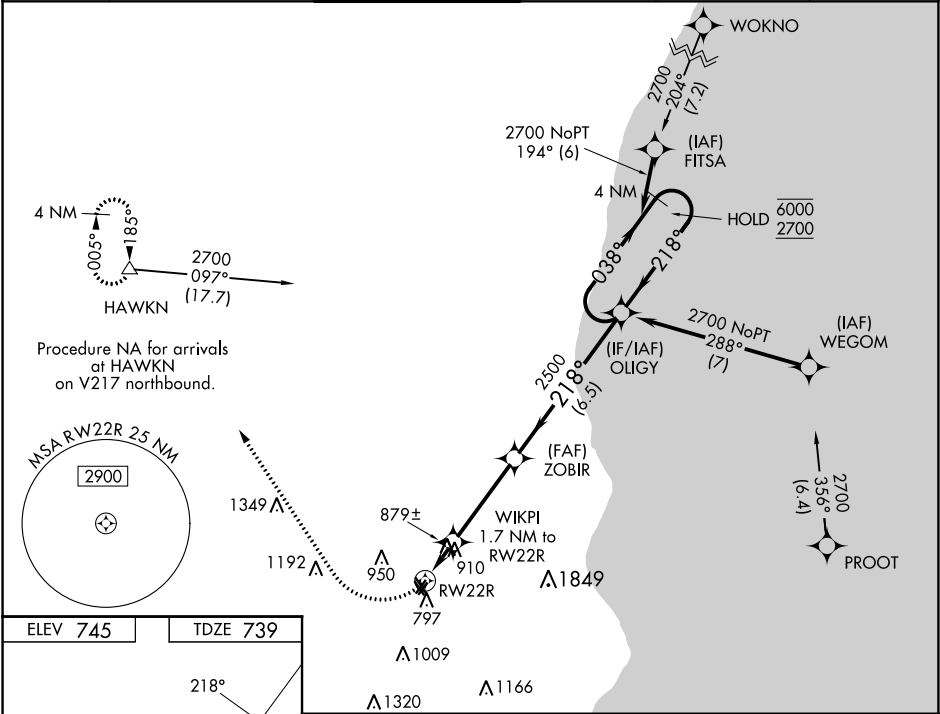 WOKNO
2700
204°
(7.2)
2700 NoPT
194° (6)
(IAF)
FITSA
4 NM
HOLD
6000
2700
038°
218°
4 NM
005°
185°
2700
097°
(17.7)
HAWKN
Procedure NA for arrivals
at HAWKN
on V217 northbound.
2700 NoPT
288°
(7)
(IAF)
WEGOM
(IF/IAF)
OLIGY
2500
218°
(6.5)
(FAF)
ZOBIR
MSA RW22R 25 NM
2900
2700
356°
(6.4)
PROOT
1349
879±
WIKPI
1.7 NM to
RW22R
1192
950
910
1849
RW22R
797
ELEV 745
TDZE 739
1009
218°
1320
1166